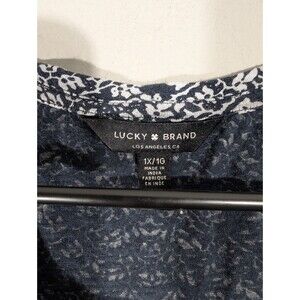 LUCKY BRAND
LOS ANGELES, CA
1X/1G
MADE IN
INDIA
FABRIQUE
EN INDE